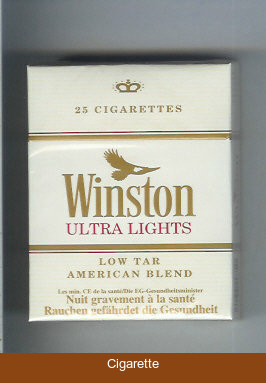 25 CIGARETTES
Winston
ULTRA LIGHTS
LOW TAR
AMERICAN BLEND
Les min. CE de la santé/Die EG-Gesundheitsminister
Nuit gravement à la santé
Rauchen gefährdet die Gesundheit
Cigarette